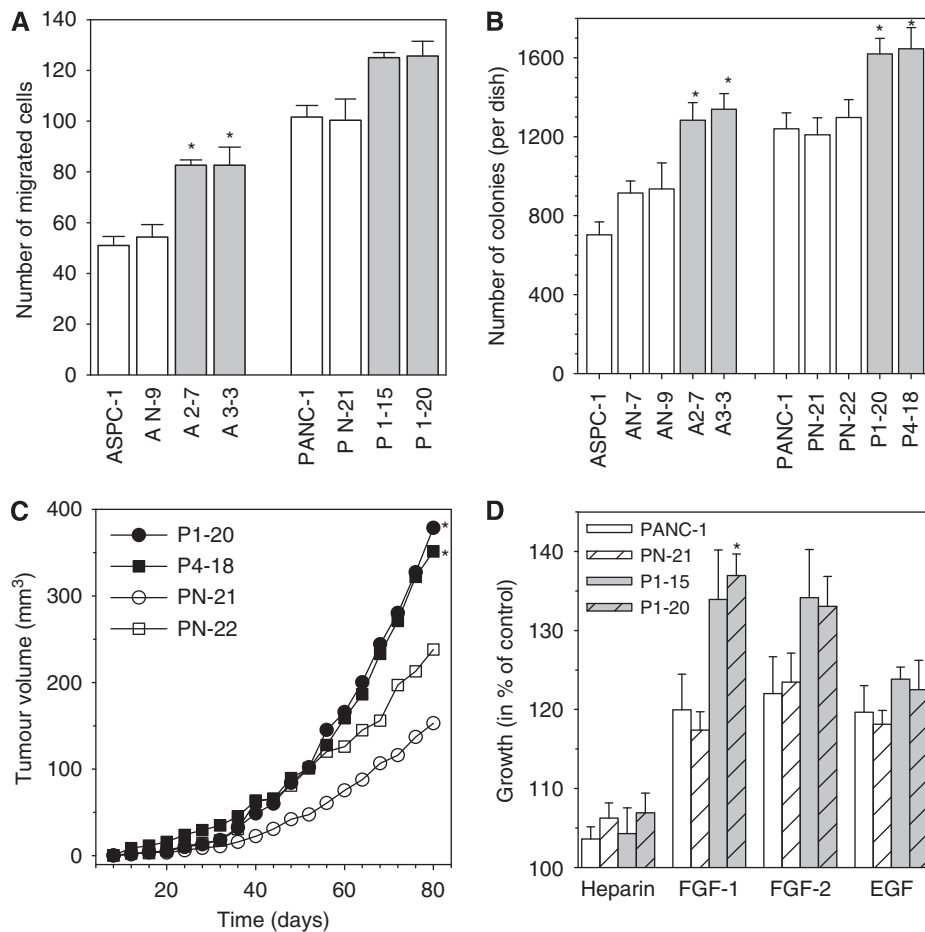 A
Number of migrated cells
140
120
100
80
60
40
20
0
* *
ASPC-1
A N-9
A 2-7
A 3-3
PANC-1
P N-21
P 1-15
P 1-20
B
Number of colonies (per dish)
1600
1200
800
400
0
* * * *
ASPC-1
AN-7
AN-9
A2-7
A3-3
PANC-1
PN-21
PN-22
P1-20
P4-18
C
Tumour volume (mm³)
400
300
200
100
0
P1-20
P4-18
PN-21
PN-22
*
*
20 40 60 80
Time (days)
D
Growth (in % of control)
140
130
120
110
100
PANC-1
PN-21
P1-15
P1-20
*
Heparin FGF-1 FGF-2 EGF